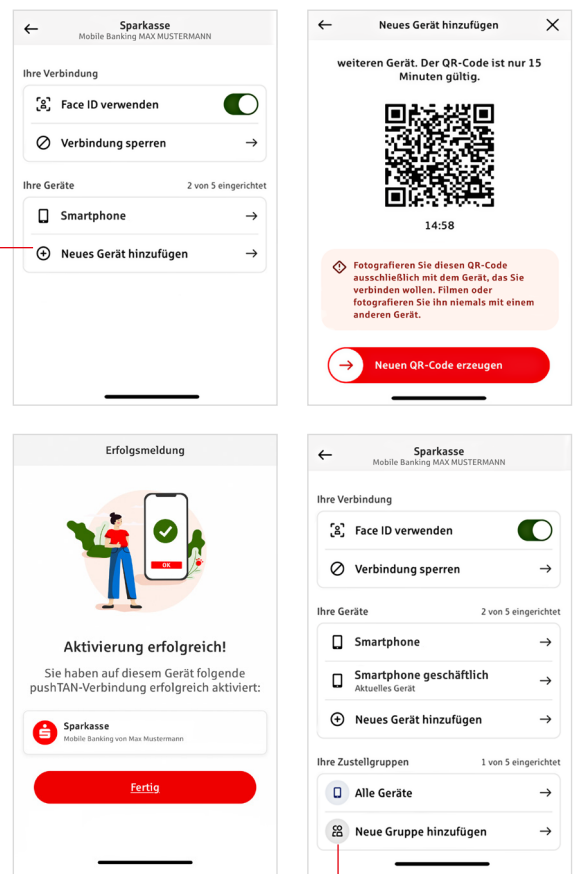 Sparkasse
Mobile Banking MAX MUSTERMANN
Ihre Verbindung
Face ID verwenden
Verbindung sperren
Ihre Geräte 2 von 5 eingerichtet
Smartphone
Neues Gerät hinzufügen
Neues Gerät hinzufügen
weiteren Gerät. Der QR-Code ist nur 15
Minuten gültig.
14:58
Fotografieren Sie diesen QR-Code
ausschließlich mit dem Gerät, das Sie
verbinden wollen. Filmen oder
fotografieren Sie ihn niemals mit einem
anderen Gerät.
Neuen QR-Code erzeugen
Erfolgsmeldung
OK
Aktivierung erfolgreich!
Sie haben auf diesem Gerät folgende
pushTAN-Verbindung erfolgreich aktiviert:
Sparkasse
Mobile Banking von Max Mustermann
Fertig
Sparkasse
Mobile Banking MAX MUSTERMANN
Ihre Verbindung
Face ID verwenden
Verbindung sperren
Ihre Geräte 2 von 5 eingerichtet
Smartphone
Smartphone geschäftlich
Aktuelles Gerät
Neues Gerät hinzufügen
Ihre Zustellgruppen 1 von 5 eingerichtet
Alle Geräte
Neue Gruppe hinzufügen